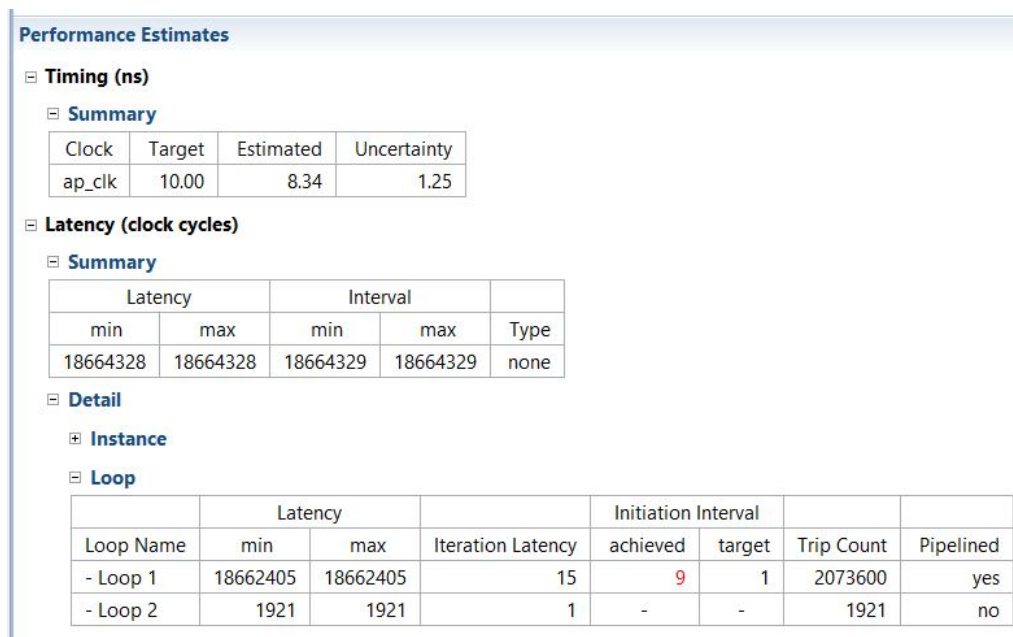 Performance Estimates
Timing (ns)
Summary
Clock Target Estimated Uncertainty
ap_clk 10.00 8.34 1.25
Latency (clock cycles)
Summary
Latency Interval
min max min max Type
18664328 18664328 18664329 18664329 none
Detail
Instance
Loop
Latency Initiation Interval
Loop Name min max Iteration Latency achieved target Trip Count Pipelined
- Loop 1 18662405 18662405 15 9 1 2073600 yes
- Loop 2 1921 1921 1 - - 1921 no